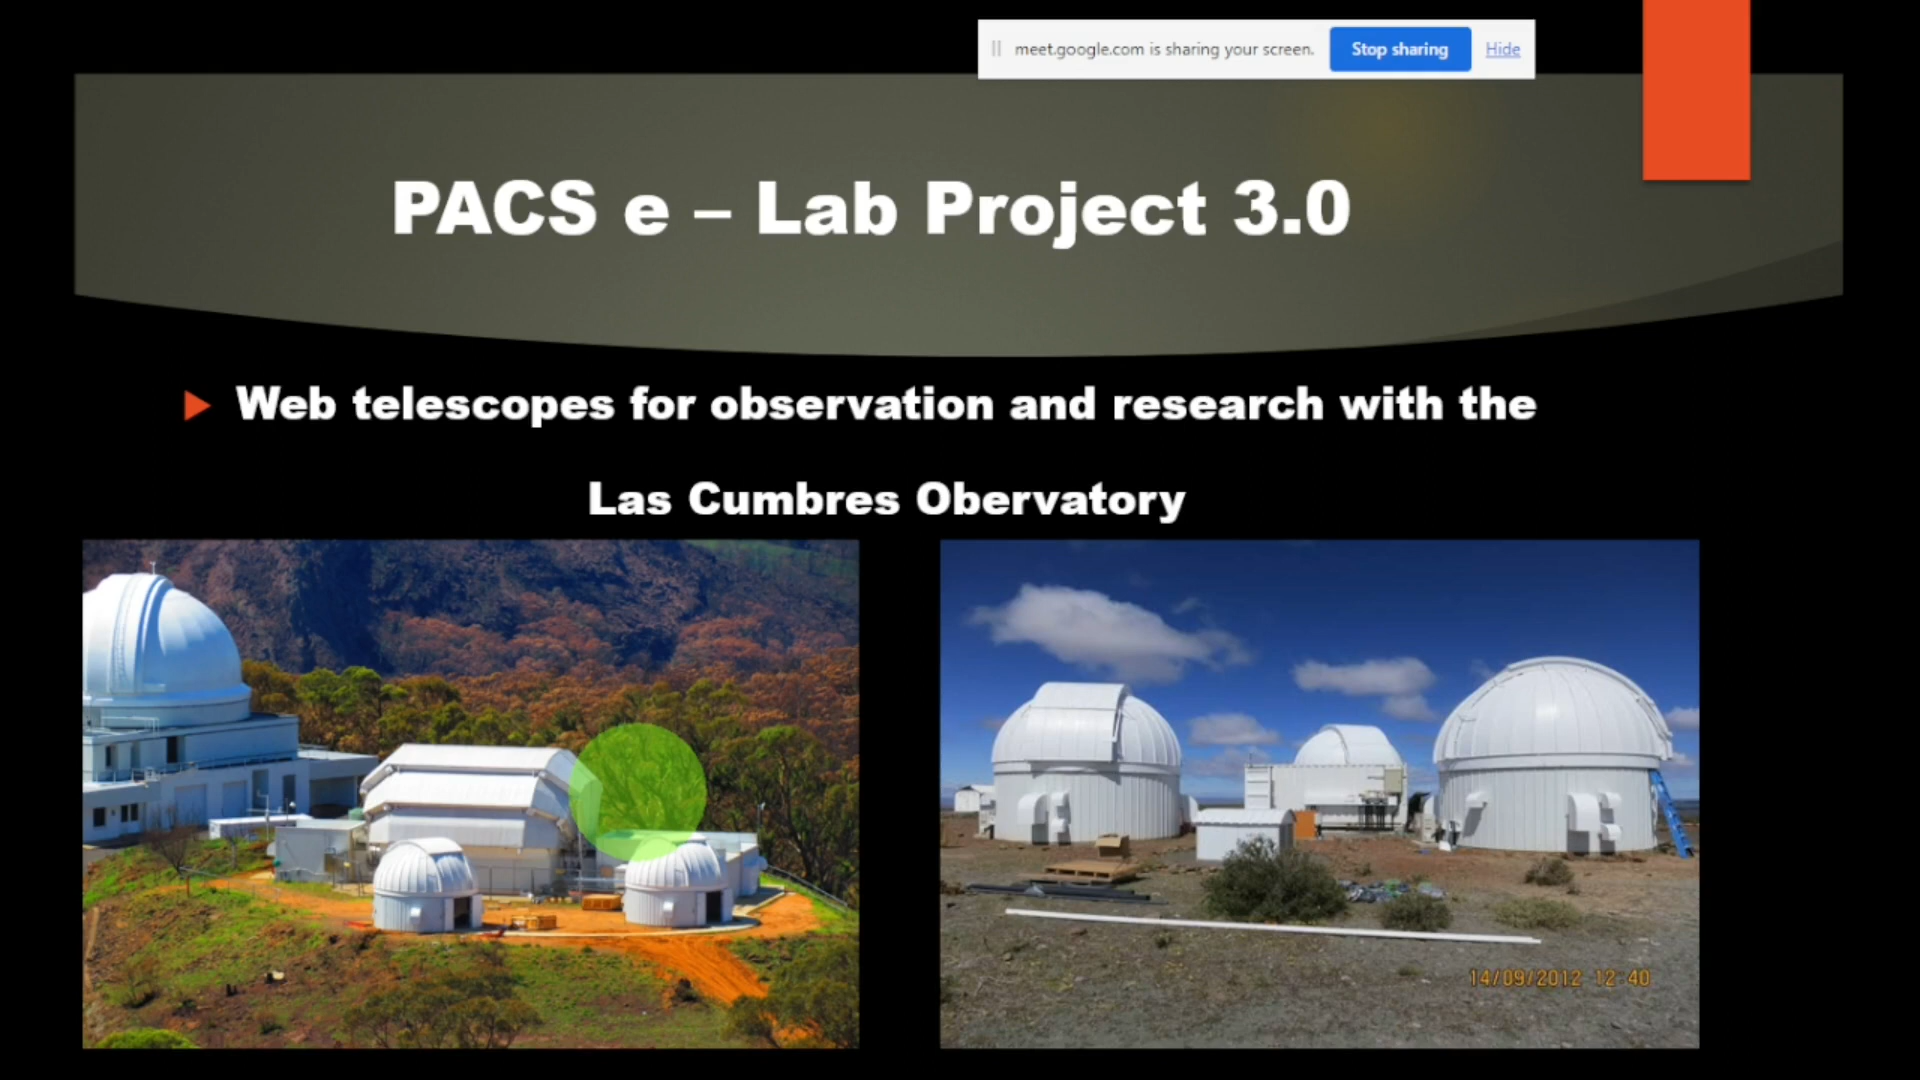 meet.google.com is sharing your screen. Stop sharing Hide
PACS e – Lab Project 3.0
Web telescopes for observation and research with the
Las Cumbres Obervatory
14/09/2012 12:40